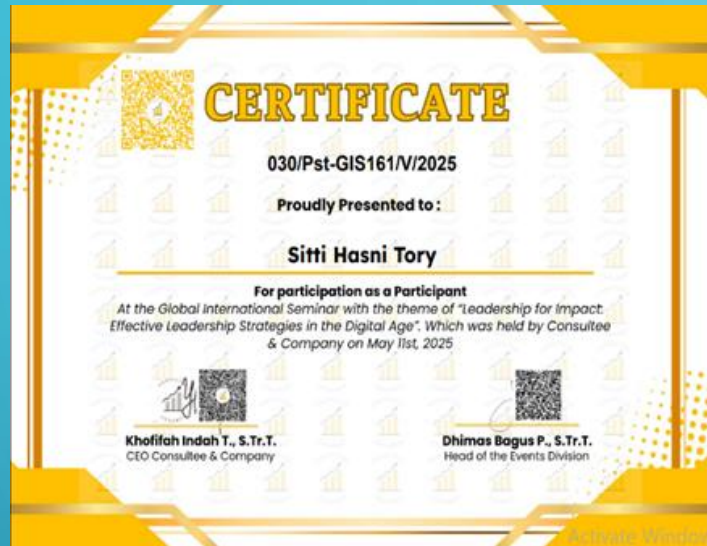 CERTIFICATE
030/Pst-GIS161/V/2025
Proudly Presented to :
Sitti Hasni Tory
For participation as a Participant
At the Global International Seminar with the theme of "Leadership for Impact:
Effective Leadership Strategies in the Digital Age". Which was held by Consultee
& Company on May 11st, 2025
Khofifah Indah T., S.Tr.T.
CEO Consultee & Company
Dhimas Bagus P., S.Tr.T.
Head of the Events Division
Activate Window